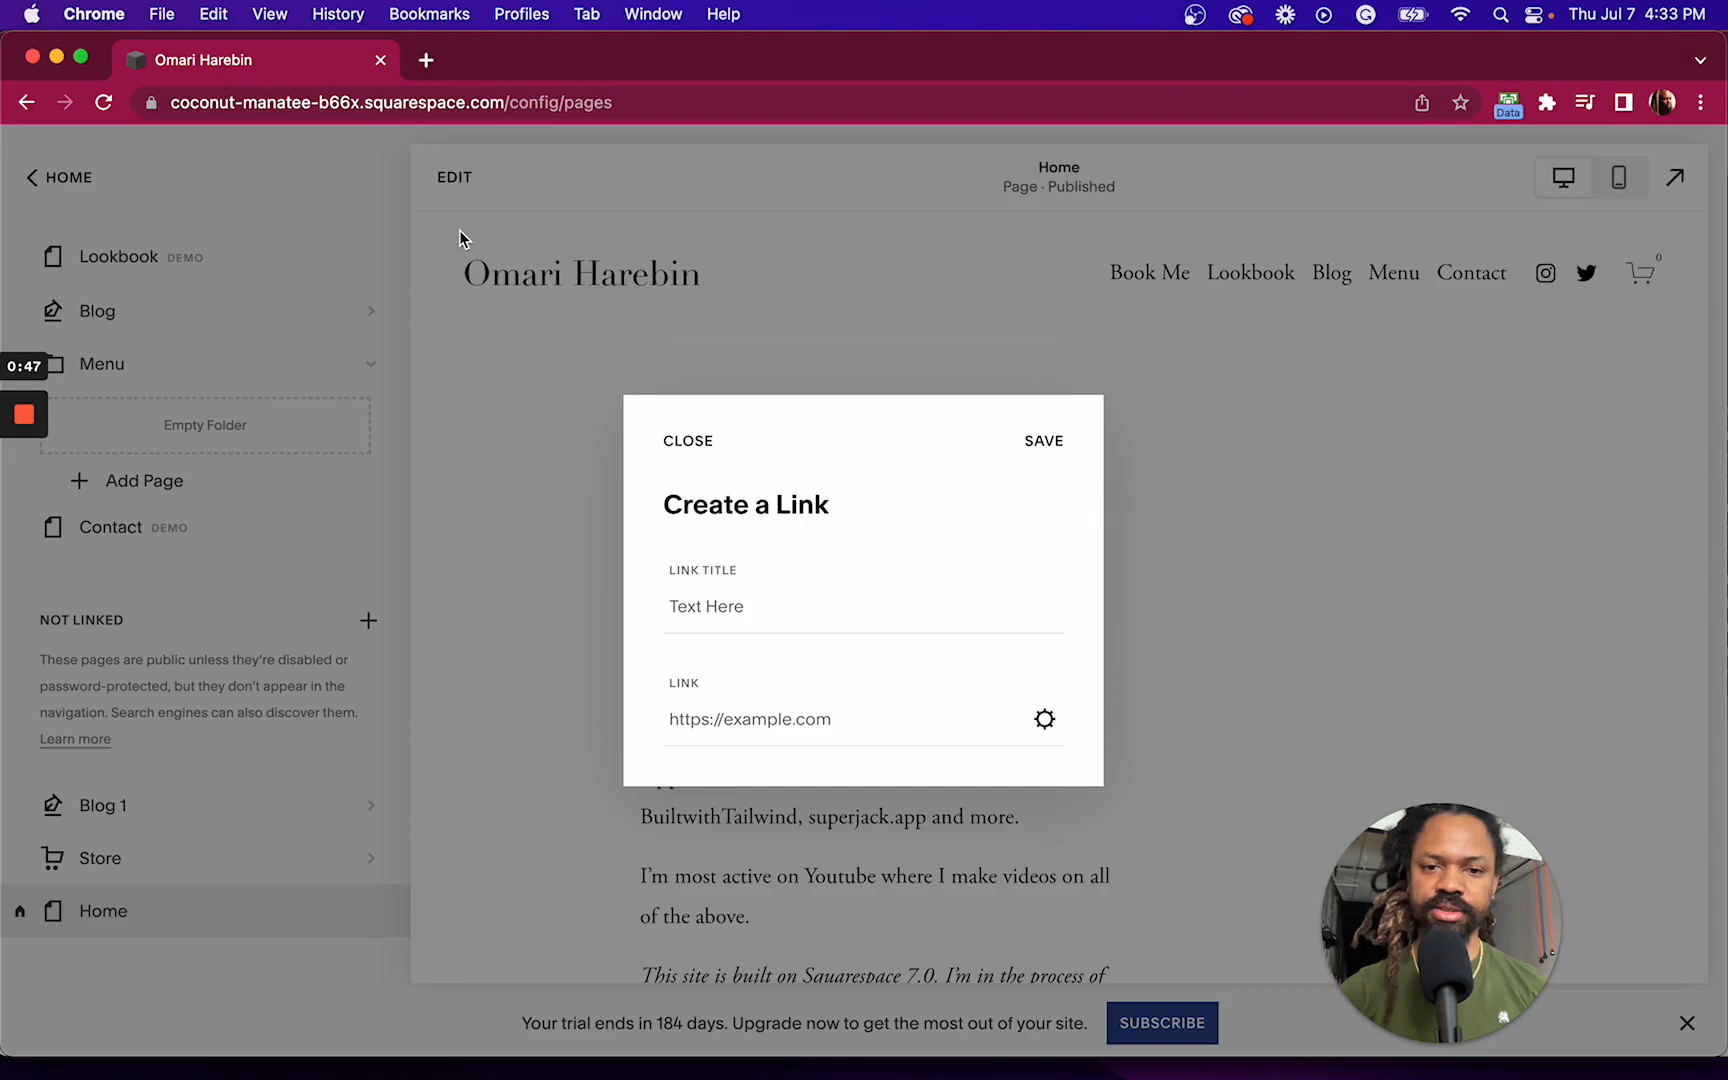 Chrome File Edit View History Bookmarks Profiles Tab Window Help Thu Jul 7 4:33 PM
Omari Harebin
coconut-manatee-b66x.squarespace.com/config/pages
Data
HOME
EDIT
Home
Page · Published
Lookbook DEMO
Omari Harebin
Book Me Lookbook Blog Menu Contact 0
Blog
0:47
Menu
Empty Folder
Add Page
Contact DEMO
CLOSE SAVE
Create a Link
LINK TITLE
Text Here
LINK
https://example.com
NOT LINKED
These pages are public unless they're disabled or
password-protected, but they don't appear in the
navigation. Search engines can also discover them.
Learn more
Blog 1
Store
Home
BuiltwithTailwind, superjack.app and more.
I'm most active on Youtube where I make videos on all
of the above.
This site is built on Squarespace 7.0. I'm in the process of
Your trial ends in 184 days. Upgrade now to get the most out of your site. SUBSCRIBE